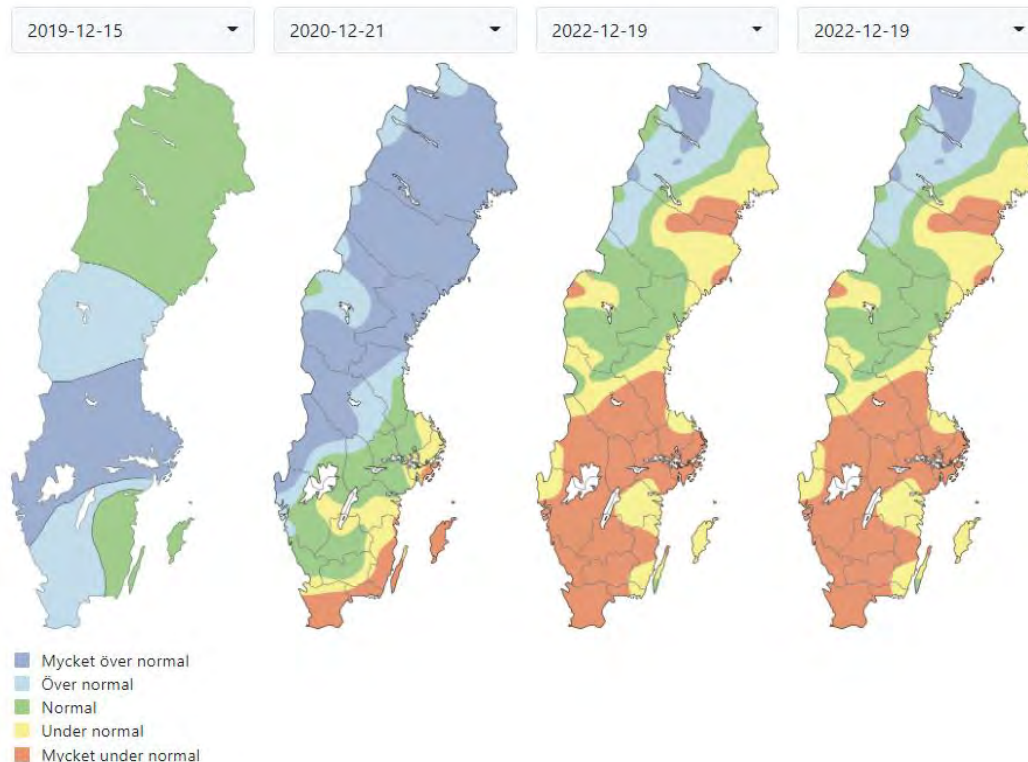 2019-12-15
2020-12-21
2022-12-19
2022-12-19
Mycket över normal
Över normal
Normal
Under normal
Mycket under normal